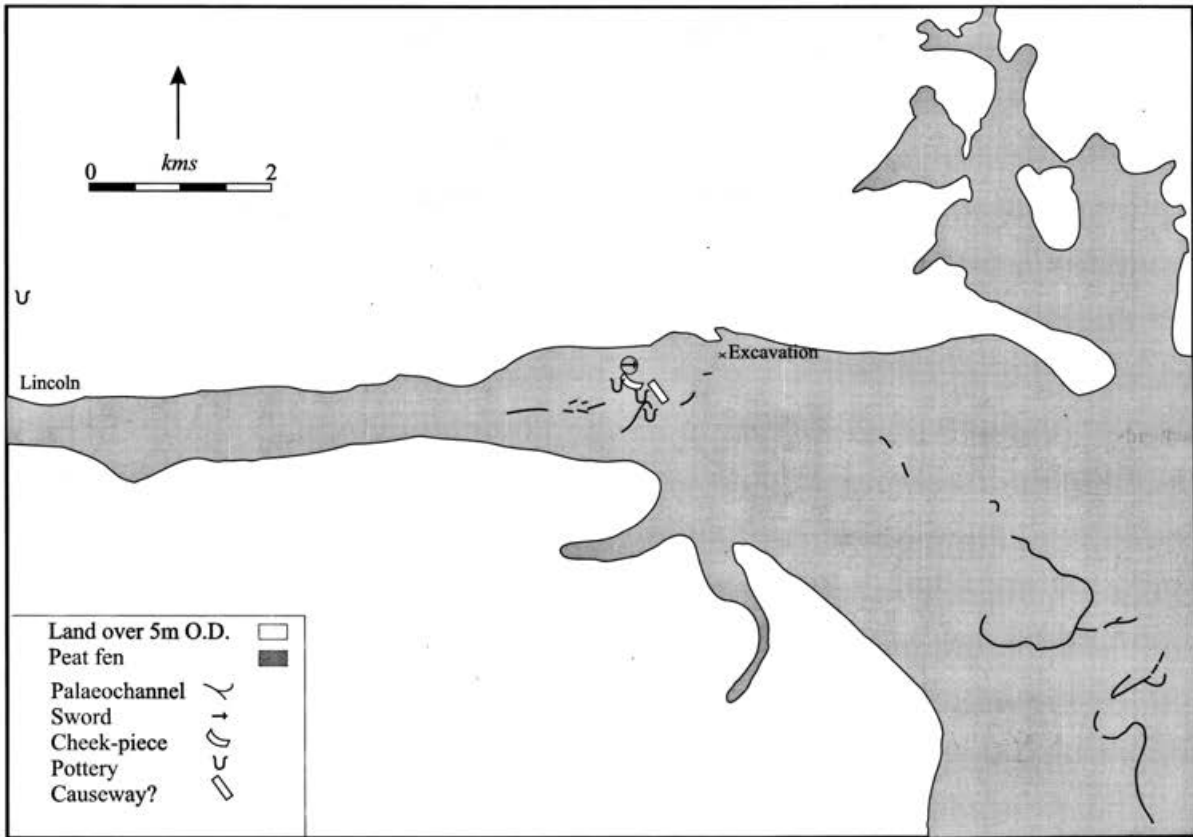 kms
0 2
Lincoln
Excavation
Land over 5m O.D.
Peat fen
Palaeochannel
Sword
Cheek-piece
Pottery
Causeway?